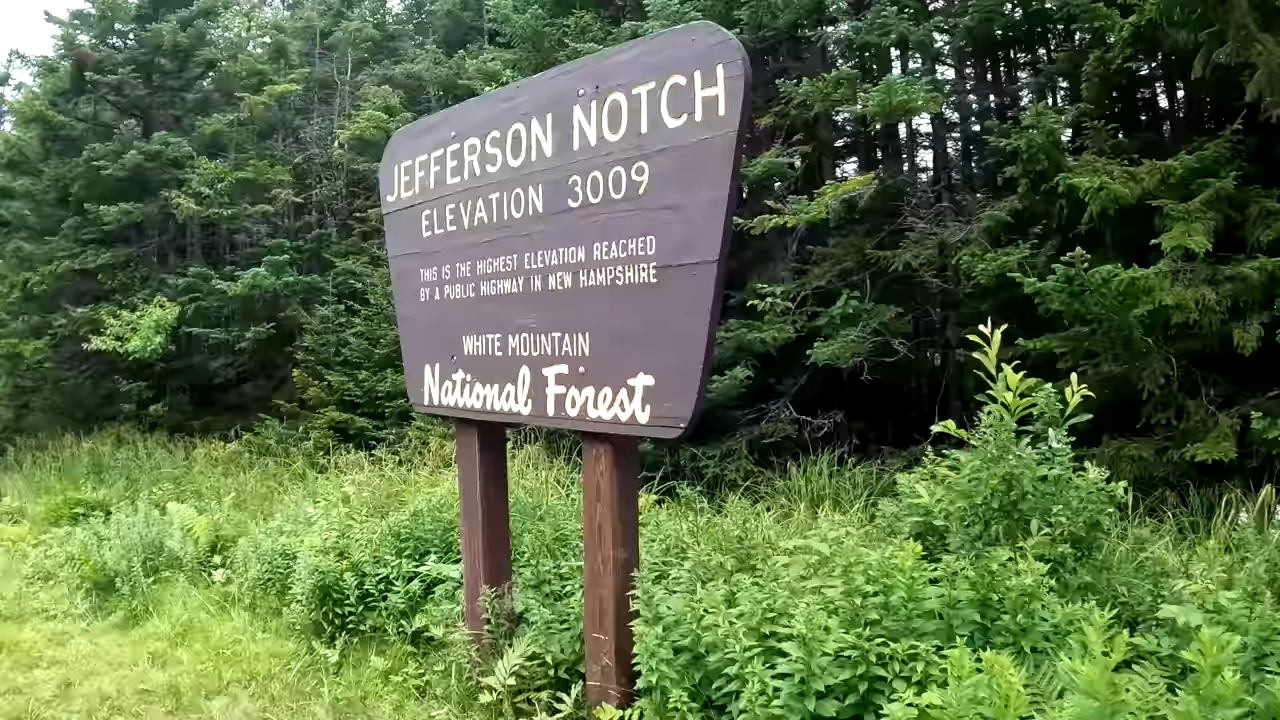 JEFFERSON NOTCH
ELEVATION 3009
THIS IS THE HIGHEST ELEVATION REACHED
BY A PUBLIC HIGHWAY IN NEW HAMPSHIRE
WHITE MOUNTAIN
National Forest